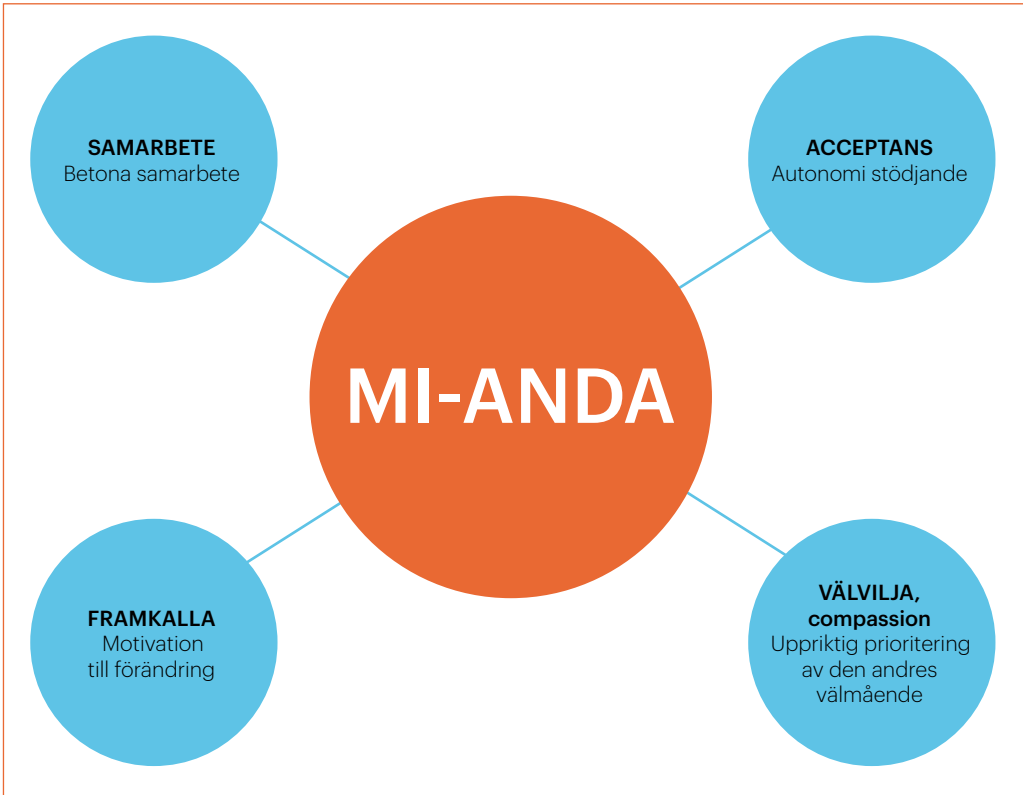 SAMARBETE
Betona samarbete
ACCEPTANS
Autonomi stödjande
MI-ANDA
FRAMKALLA
Motivation
till förändring
VÄLVILJA,
compassion
Uppriktig prioritering
av den andres
välmående